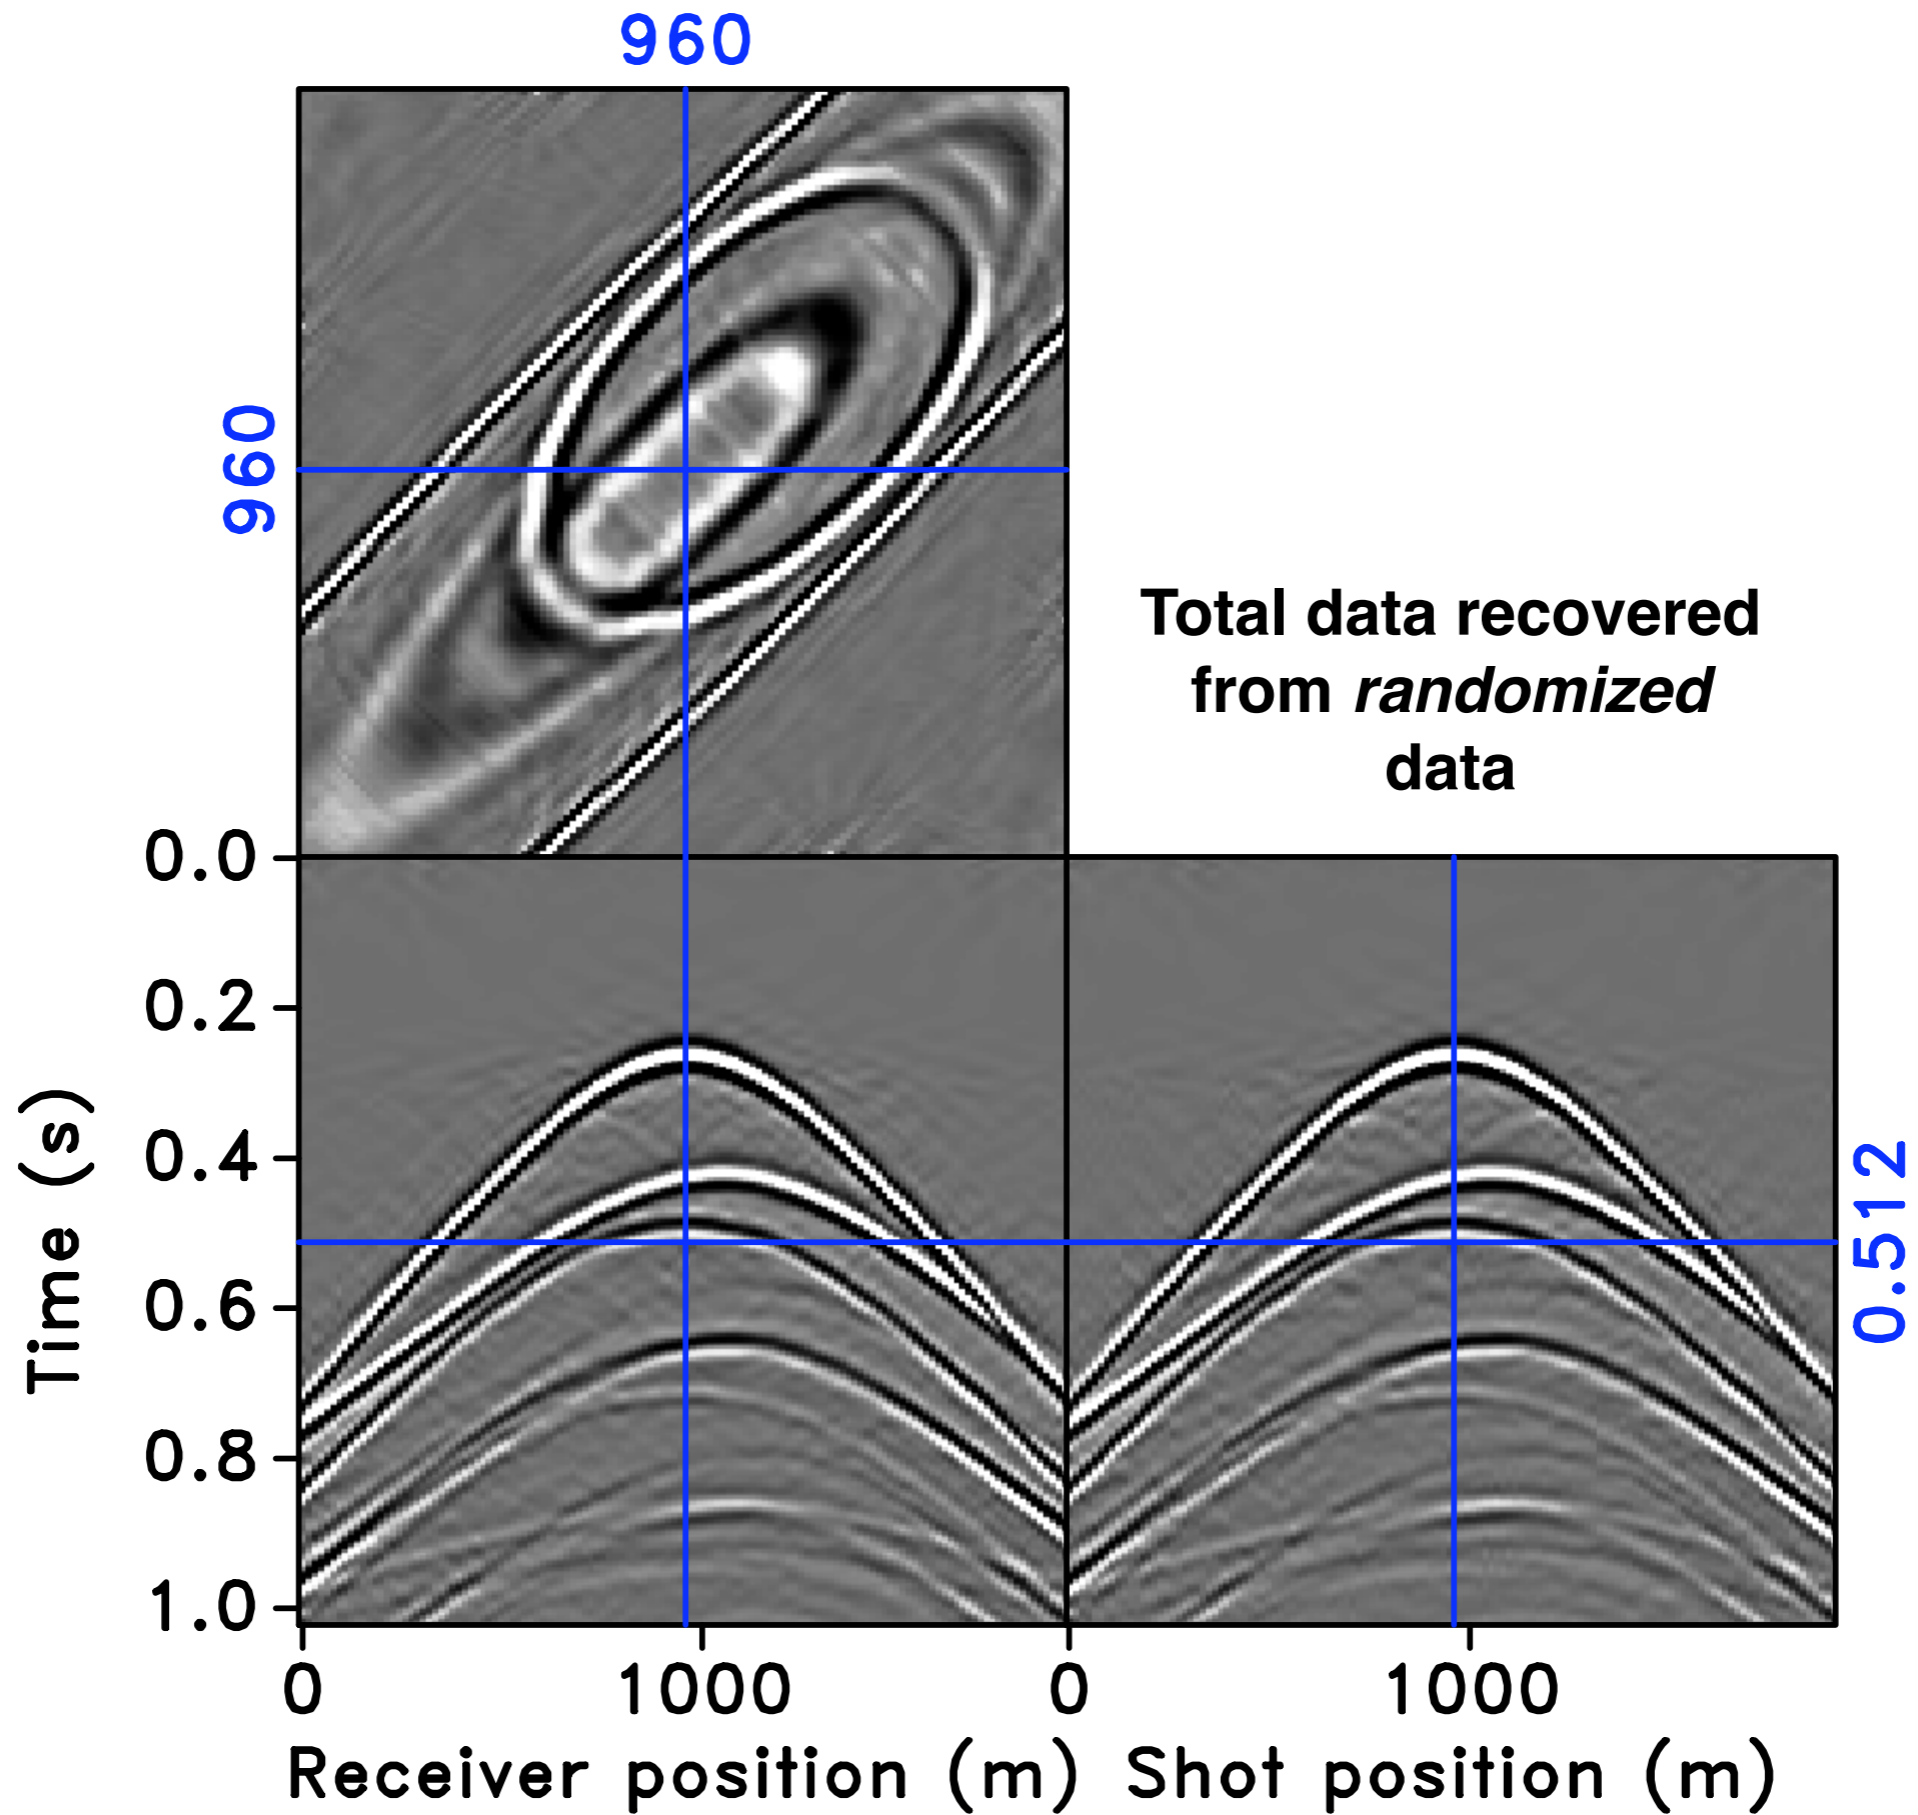 960
960
Total data recovered
from randomized
data
0.0
0.2
0.4
0.6
0.8
1.0
Time (s)
0.512
0 1000 0 1000
Receiver position (m) Shot position (m)